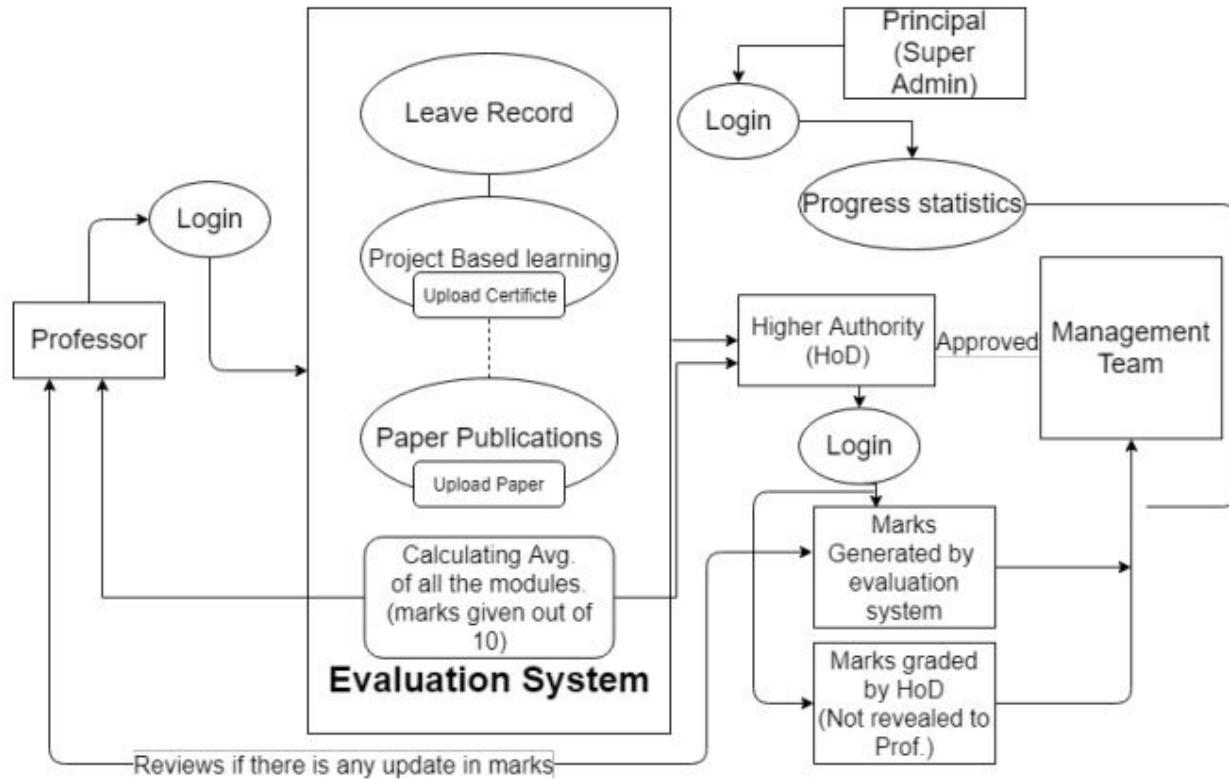 Principal
(Super
Admin)
Login
Progress statistics
Leave Record
Project Based learning
Upload Certificte
Paper Publications
Upload Paper
Calculating Avg.
of all the modules.
(marks given out of
10)
Evaluation System
Login
Professor
Higher Authority
(HoD)
Approved
Management
Team
Login
Marks
Generated by
evaluation
system
Marks graded
by HoD
(Not revealed to
Prof.)
Reviews if there is any update in marks